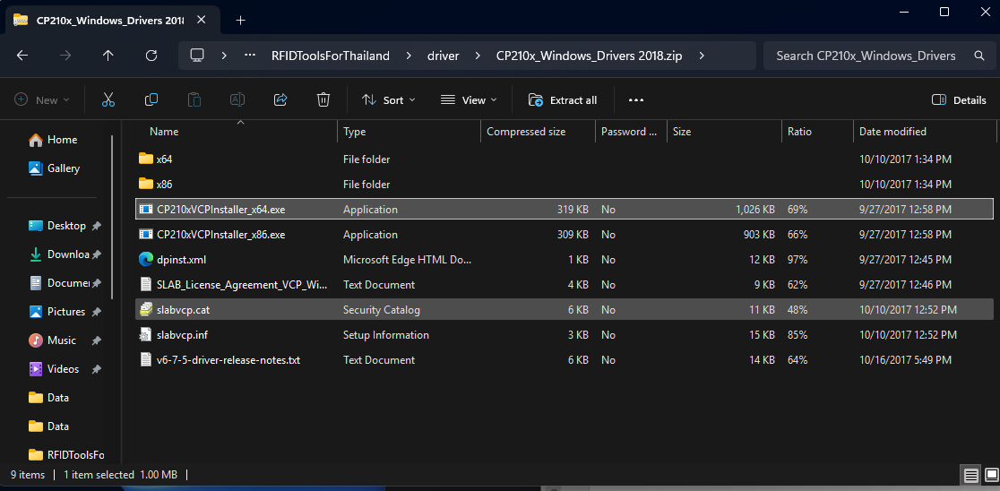 CP210x_Windows_Drivers 2018
RFIDToolsForThailand driver CP210x_Windows_Drivers 2018.zip Search CP210x_Windows_Drivers
New Sort View Extract all Details
Name Type Compressed size Password ... Size Ratio Date modified
Home
Gallery
Desktop
Downloa
Documen
Pictures
Music
Videos
Data
Data
RFIDToolsFo
x64 File folder 10/10/2017 1:34 PM
x86 File folder 10/10/2017 1:34 PM
CP210xVCPInstaller_x64.exe Application 319 KB No 1,026 KB 69% 9/27/2017 12:58 PM
CP210xVCPInstaller_x86.exe Application 309 KB No 903 KB 66% 9/27/2017 12:58 PM
dpinst.xml Microsoft Edge HTML Do... 1 KB No 12 KB 97% 9/27/2017 12:45 PM
SLAB_License_Agreement_VCP_Wi... Text Document 4 KB No 9 KB 62% 9/27/2017 12:46 PM
slabvcp.cat Security Catalog 6 KB No 11 KB 48% 10/10/2017 12:52 PM
slabvcp.inf Setup Information 3 KB No 15 KB 85% 10/10/2017 12:52 PM
v6-7-5-driver-release-notes.txt Text Document 6 KB No 14 KB 64% 10/16/2017 5:49 PM
9 items 1 item selected 1.00 MB